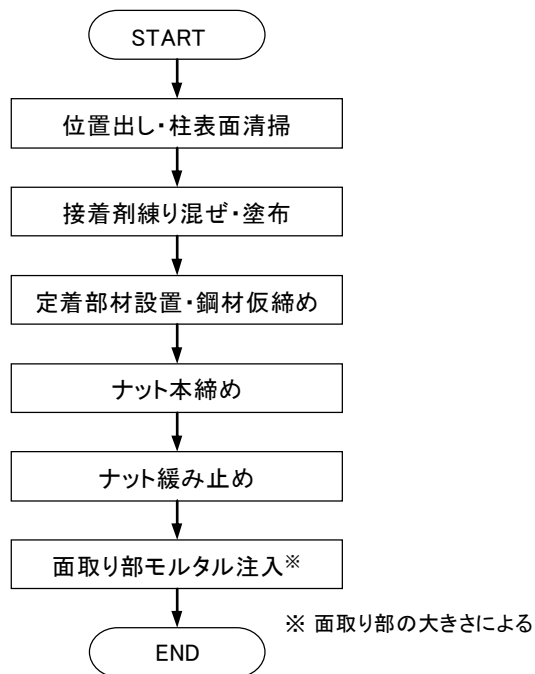 START
位置出し・柱表面清掃
接着剤練り混ぜ・塗布
定着部材設置・鋼材仮締め
ナット本締め
ナット緩み止め
面取り部モルタル注入※
※ 面取り部の大きさによる
END